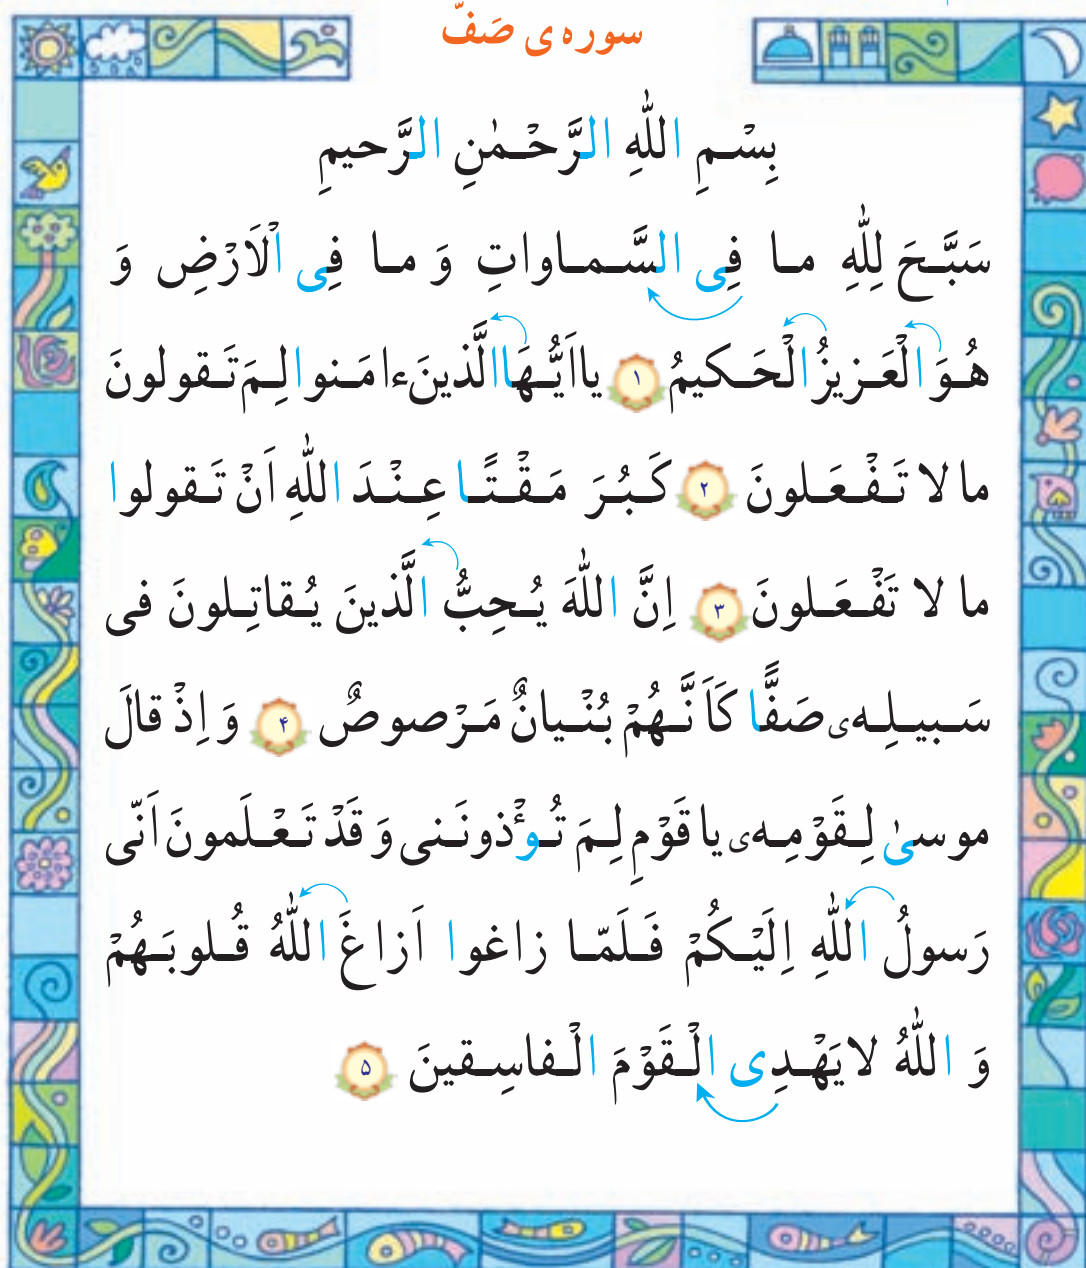 سوره‌ی صَفّ
بِسْمِ اللّٰهِ الرَّحْمٰنِ الرَّحیمِ
سَبَّحَ لِلّٰهِ ما فِی السَّماواتِ وَ ما فِی الْاَرْضِ وَ
هُوَ الْعَزیزُ الْحَکیمُ ۱ یا اَیُّهَا الَّذینَ ءامَنوا لِمَ تَقولونَ
ما لا تَفْعَلونَ ۲ کَبُرَ مَقْتًا عِنْدَ اللّٰهِ اَنْ تَقولوا
ما لا تَفْعَلونَ ۳ اِنَّ اللّٰهَ یُحِبُّ الَّذینَ یُقاتِلونَ فی
سَبیلِه‌ی صَفًّا کَاَنَّهُمْ بُنْیانٌ مَرْصوصٌ ۴ وَ اِذْ قالَ
موسیٰ لِقَوْمِه‌ی یا قَوْمِ لِمَ تُؤْذونَنی وَ قَدْ تَعْلَمونَ اَنّی
رَسولُ اللّٰهِ اِلَیْکُمْ فَلَمّا زاغوا اَزاغَ اللّٰهُ قُلوبَهُمْ
وَ اللّٰهُ لا یَهْدِی الْقَوْمَ الْفاسِقینَ ۵